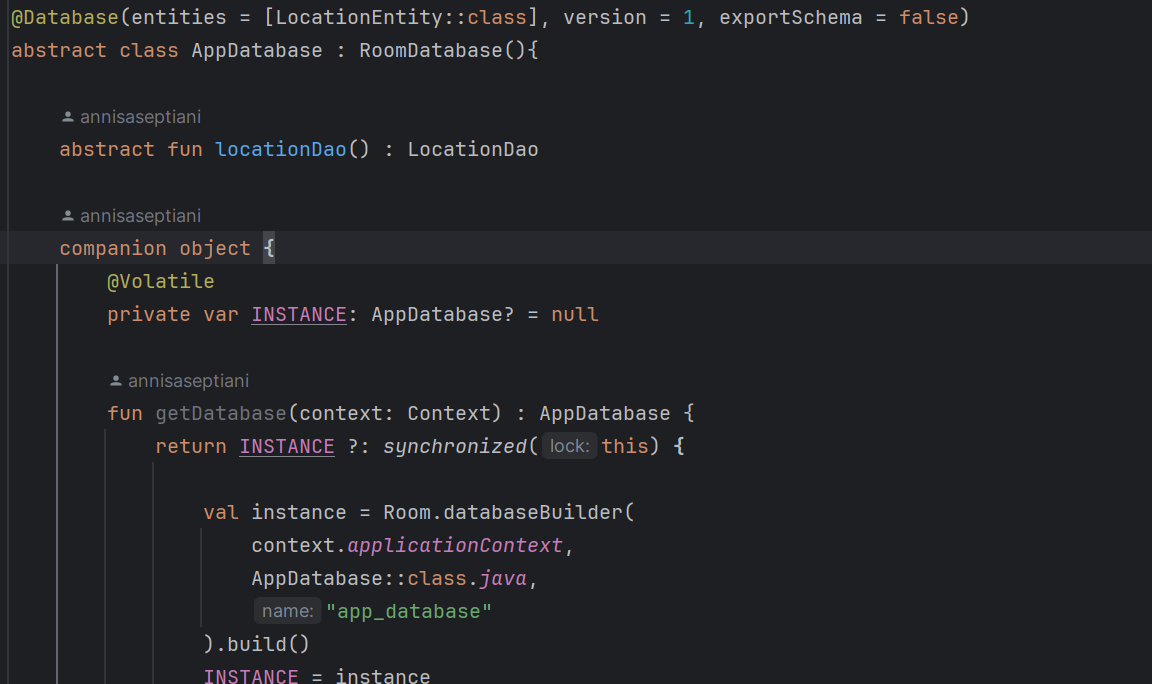 @Database(entities = [LocationEntity::class], version = 1, exportSchema = false)
abstract class AppDatabase : RoomDatabase(){
annisaseptiani
abstract fun locationDao() : LocationDao
annisaseptiani
companion object {
@Volatile
private var INSTANCE: AppDatabase? = null
annisaseptiani
fun getDatabase(context: Context) : AppDatabase {
return INSTANCE ?: synchronized( lock: this) {
val instance = Room.databaseBuilder(
context.applicationContext,
AppDatabase::class.java,
name: "app_database"
).build()
INSTANCE = instance